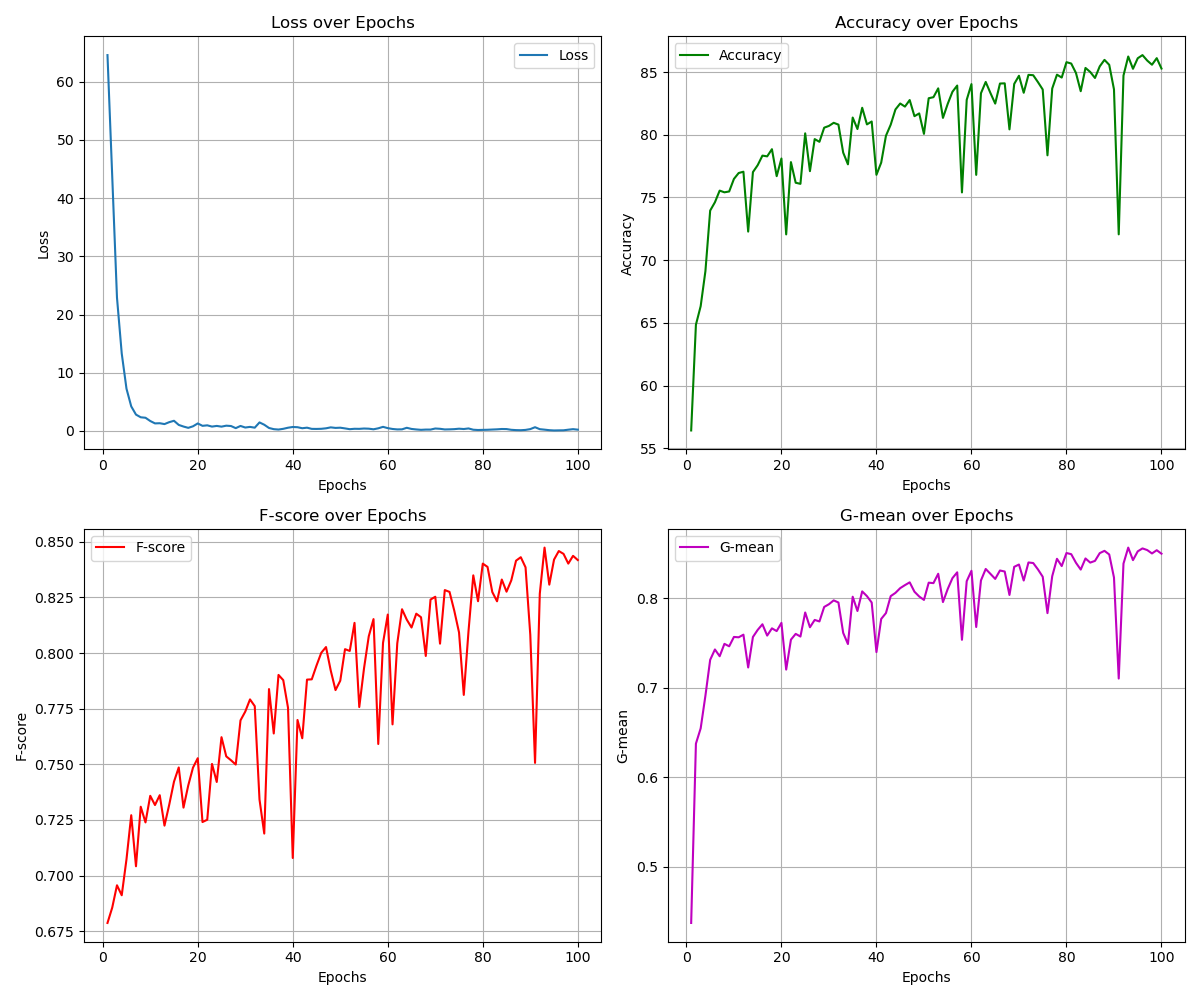 Loss over Epochs
Loss
60
50
40
30
20
10
0
Loss
0 20 40 60 80 100
Epochs
Accuracy over Epochs
Accuracy
85
80
75
70
65
60
55
Accuracy
0 20 40 60 80 100
Epochs
F-score over Epochs
F-score
0.850
0.825
0.800
0.775
0.750
0.725
0.700
0.675
F-score
0 20 40 60 80 100
Epochs
G-mean over Epochs
G-mean
0.8
0.7
0.6
0.5
G-mean
0 20 40 60 80 100
Epochs